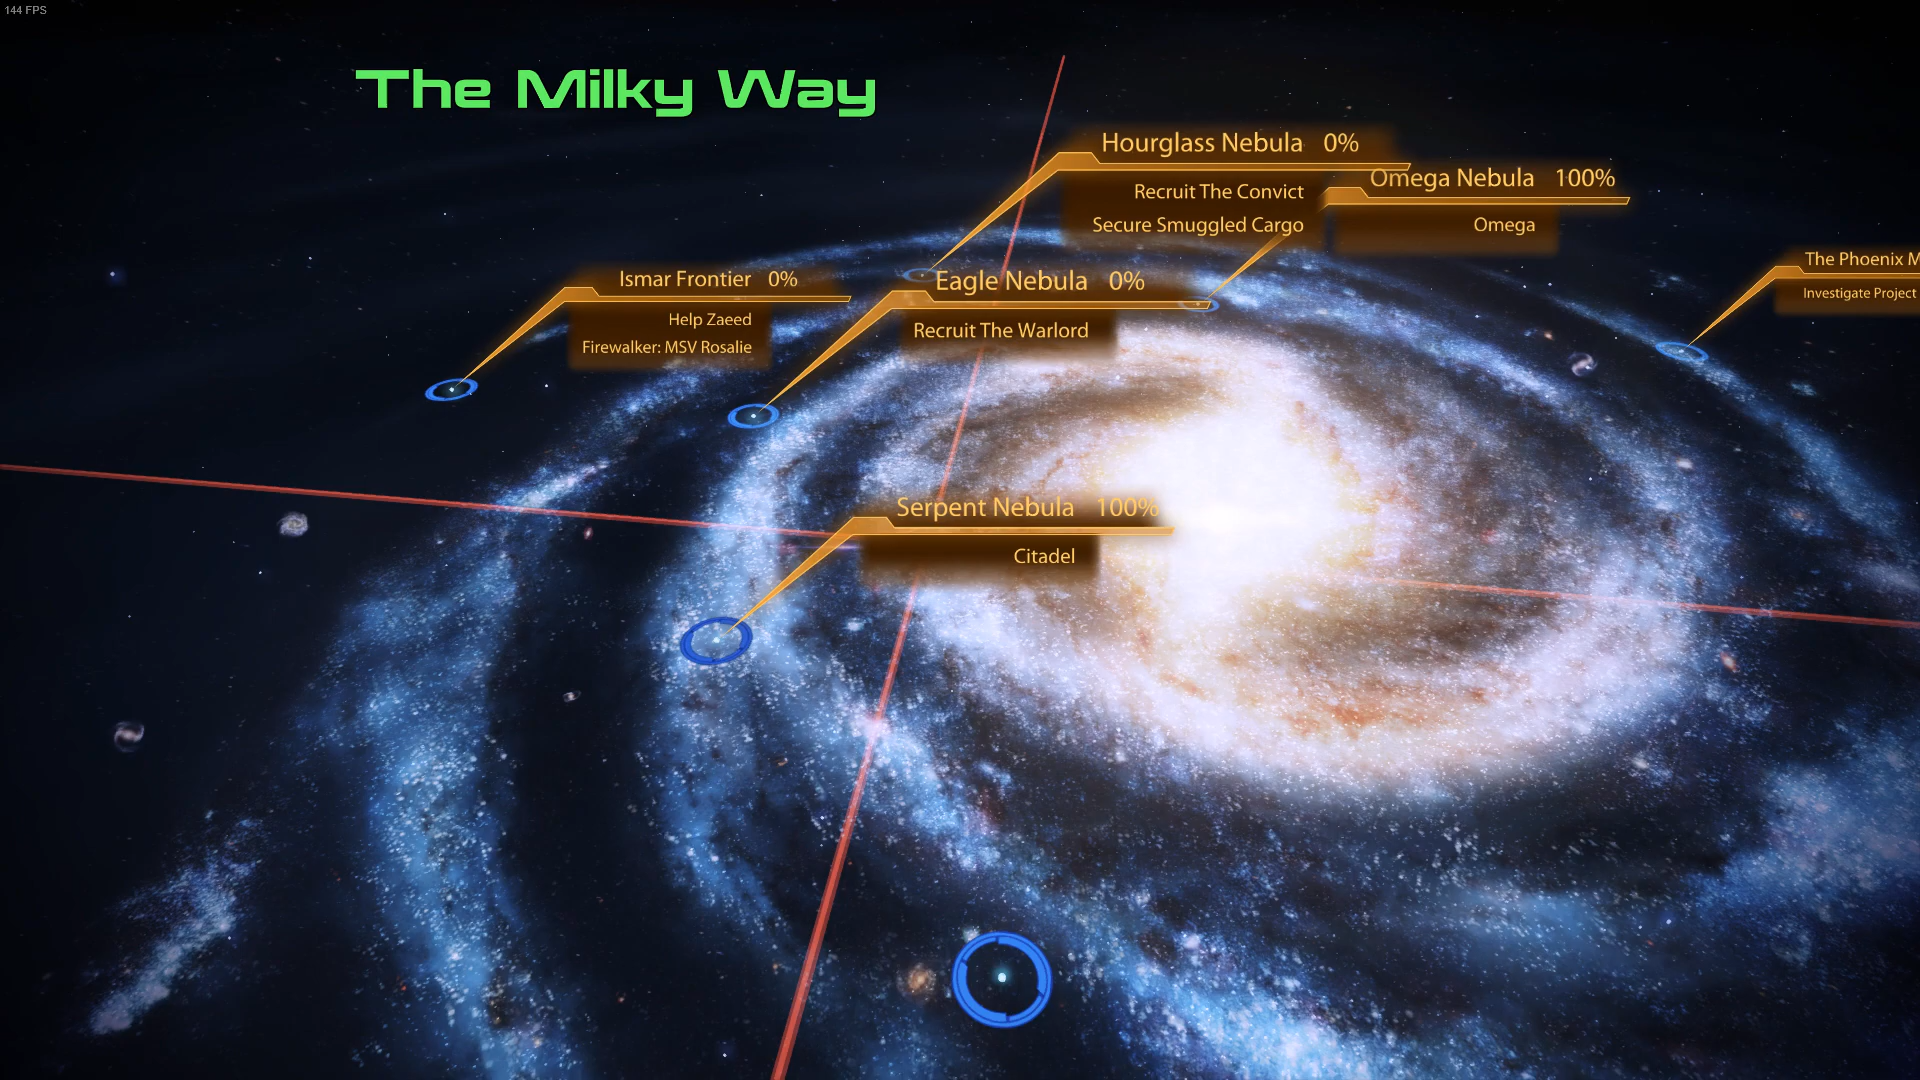 144 FPS
The Milky Way
Hourglass Nebula 0%
Recruit The Convict
Secure Smuggled Cargo
Omega Nebula 100%
Omega
The Phoenix M
Investigate Project
Ismar Frontier 0%
Help Zaeed
Firewalker: MSV Rosalie
Eagle Nebula 0%
Recruit The Warlord
Serpent Nebula 100%
Citadel